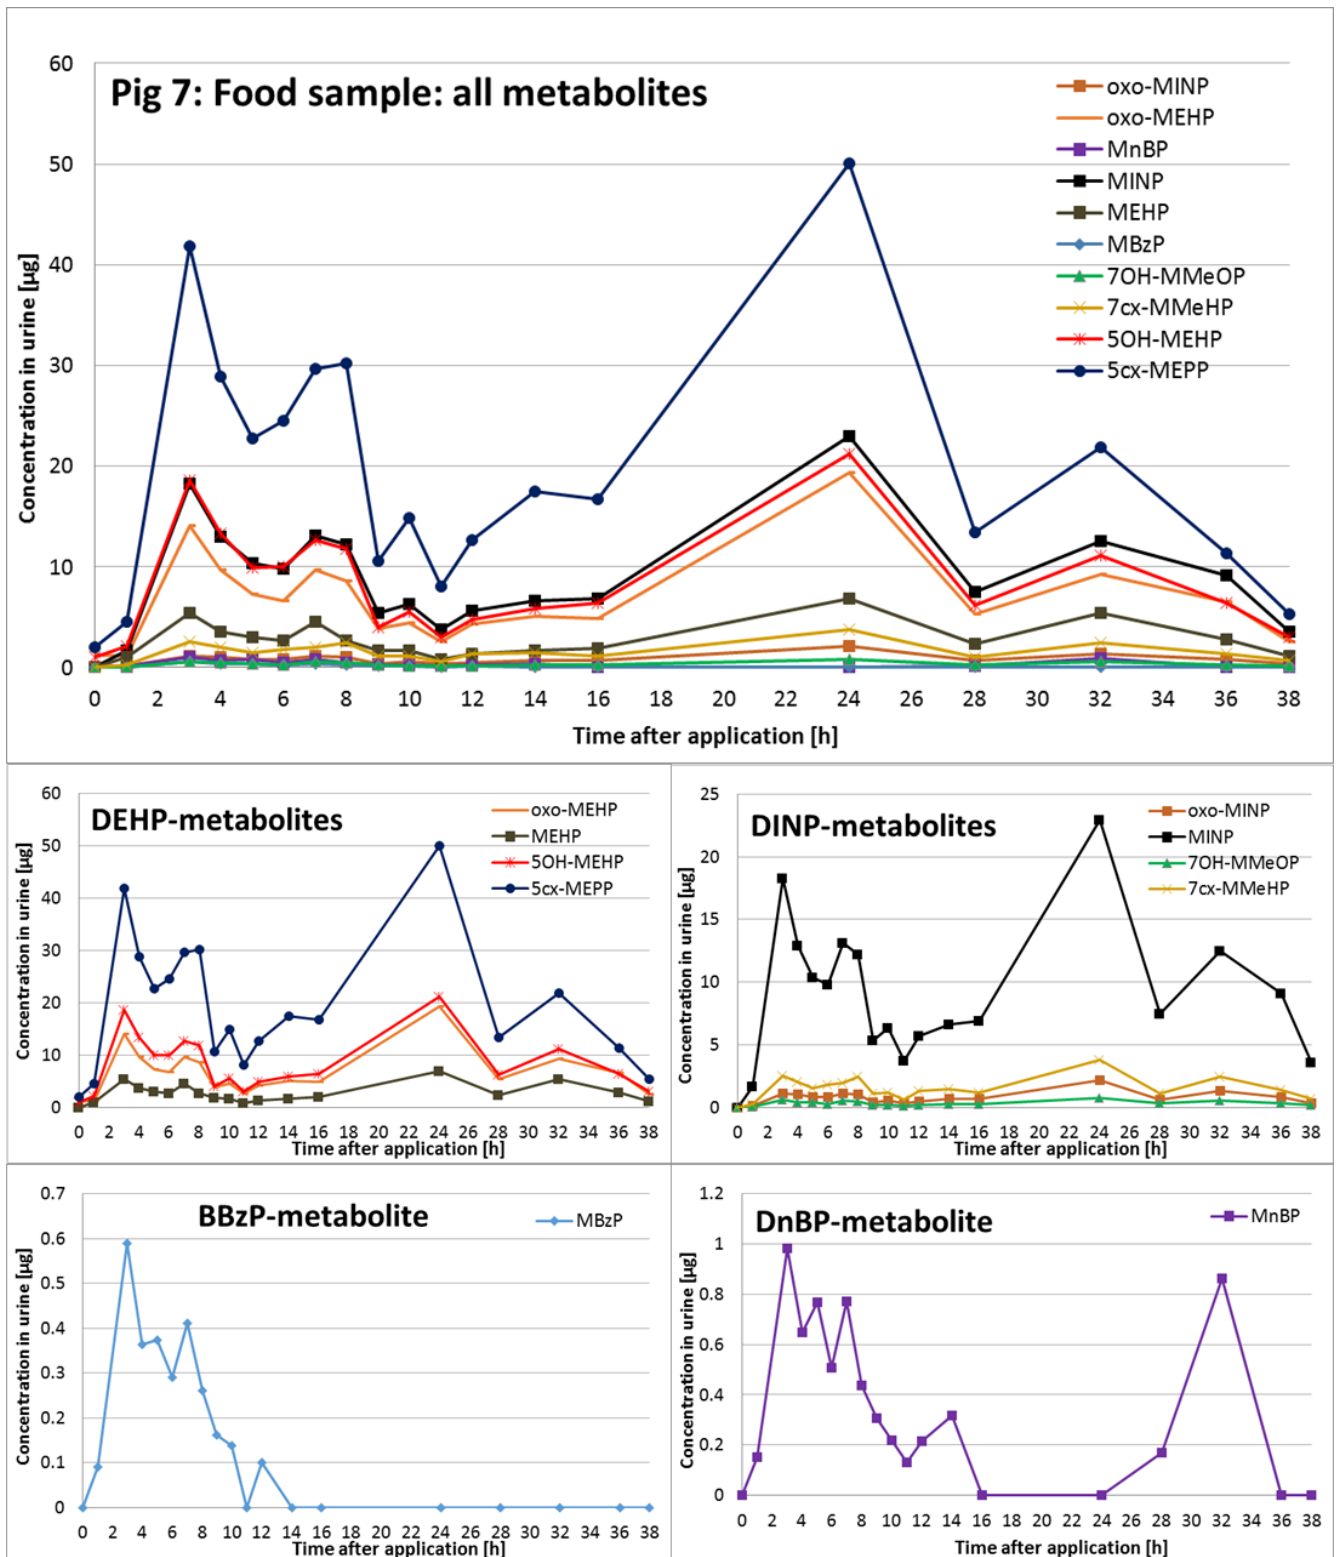 Pig 7: Food sample: all metabolites
Concentration in urine [µg]
60
50
40
30
20
10
0
oxo-MINP
oxo-MEHP
MnBP
MINP
MEHP
MBzP
7OH-MMeOP
7cx-MMeHP
5OH-MEHP
5cx-MEPP
0 2 4 6 8 10 12 14 16 18 20 22 24 26 28 30 32 34 36 38
Time after application [h]
DEHP-metabolites
Concentration in urine [µg]
60
50
40
30
20
10
0
oxo-MEHP
MEHP
5OH-MEHP
5cx-MEPP
0 2 4 6 8 10 12 14 16 18 20 22 24 26 28 30 32 34 36 38
Time after application [h]
DINP-metabolites
Concentration in urine [µg]
25
20
15
10
5
0
oxo-MINP
MINP
7OH-MMeOP
7cx-MMeHP
0 2 4 6 8 10 12 14 16 18 20 22 24 26 28 30 32 34 36 38
Time after application [h]
BBzP-metabolite
Concentration in urine [µg]
0.7
0.6
0.5
0.4
0.3
0.2
0.1
0
MBzP
0 2 4 6 8 10 12 14 16 18 20 22 24 26 28 30 32 34 36 38
Time after application [h]
DnBP-metabolite
Concentration in urine [µg]
1.2
1
0.8
0.6
0.4
0.2
0
MnBP
0 2 4 6 8 10 12 14 16 18 20 22 24 26 28 30 32 34 36 38
Time after application [h]